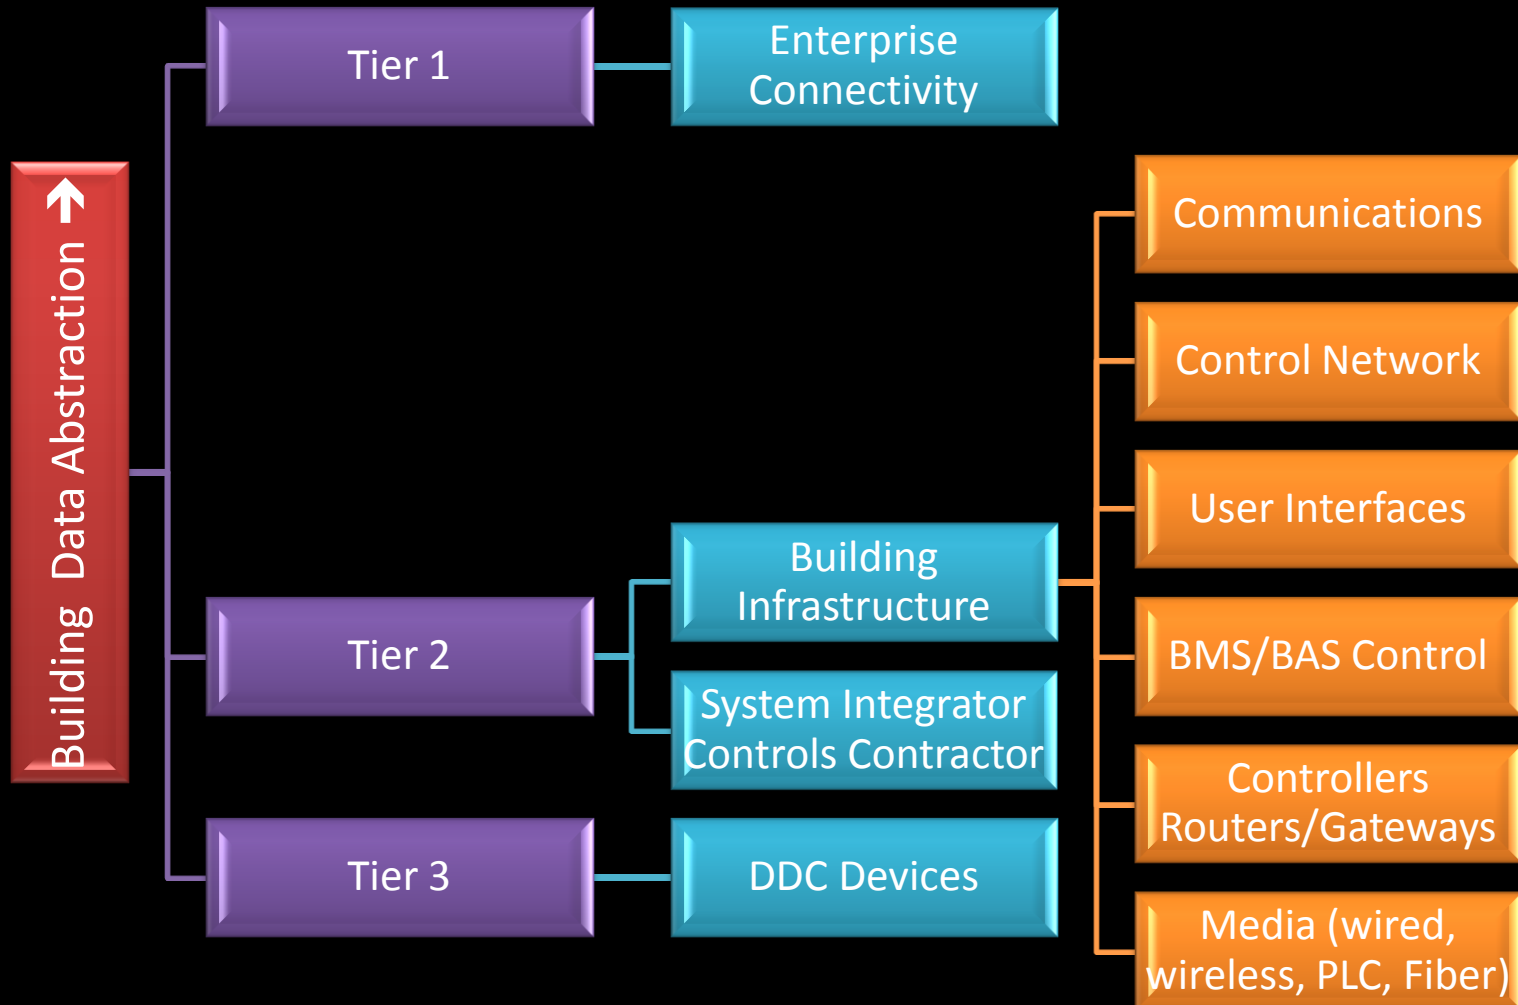 Building Data Abstraction →
Tier 1
Enterprise
Connectivity
Tier 2
Building
Infrastructure
System Integrator
Controls Contractor
Tier 3
DDC Devices
Communications
Control Network
User Interfaces
BMS/BAS Control
Controllers
Routers/Gateways
Media (wired,
wireless, PLC, Fiber)